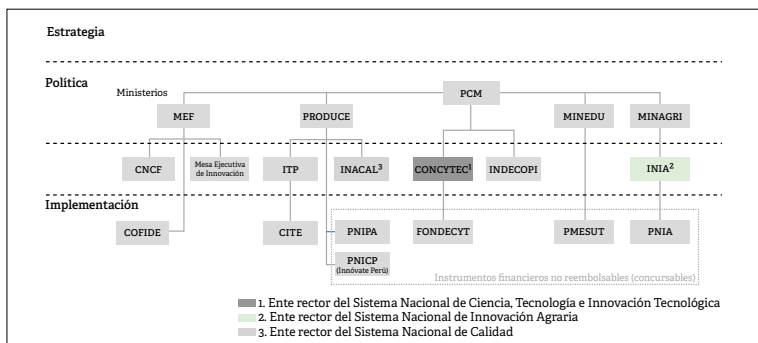 Estrategia
Política
Ministerios
PCM
MEF
PRODUCE
MINEDU
MINAGRI
CNCF
Mesa Ejecutiva
de Innovación
ITP
INACAL³
CONCYTEC¹
INDECOPI
INIA²
Implementación
COFIDE
CITE
PNIPA
FONDECYT
PMESUT
PNIA
PNICP
(Innóvate Perú)
Instrumentos financieros no reembolsables (concursables)
1. Ente rector del Sistema Nacional de Ciencia, Tecnología e Innovación Tecnológica
2. Ente rector del Sistema Nacional de Innovación Agraria
3. Ente rector del Sistema Nacional de Calidad